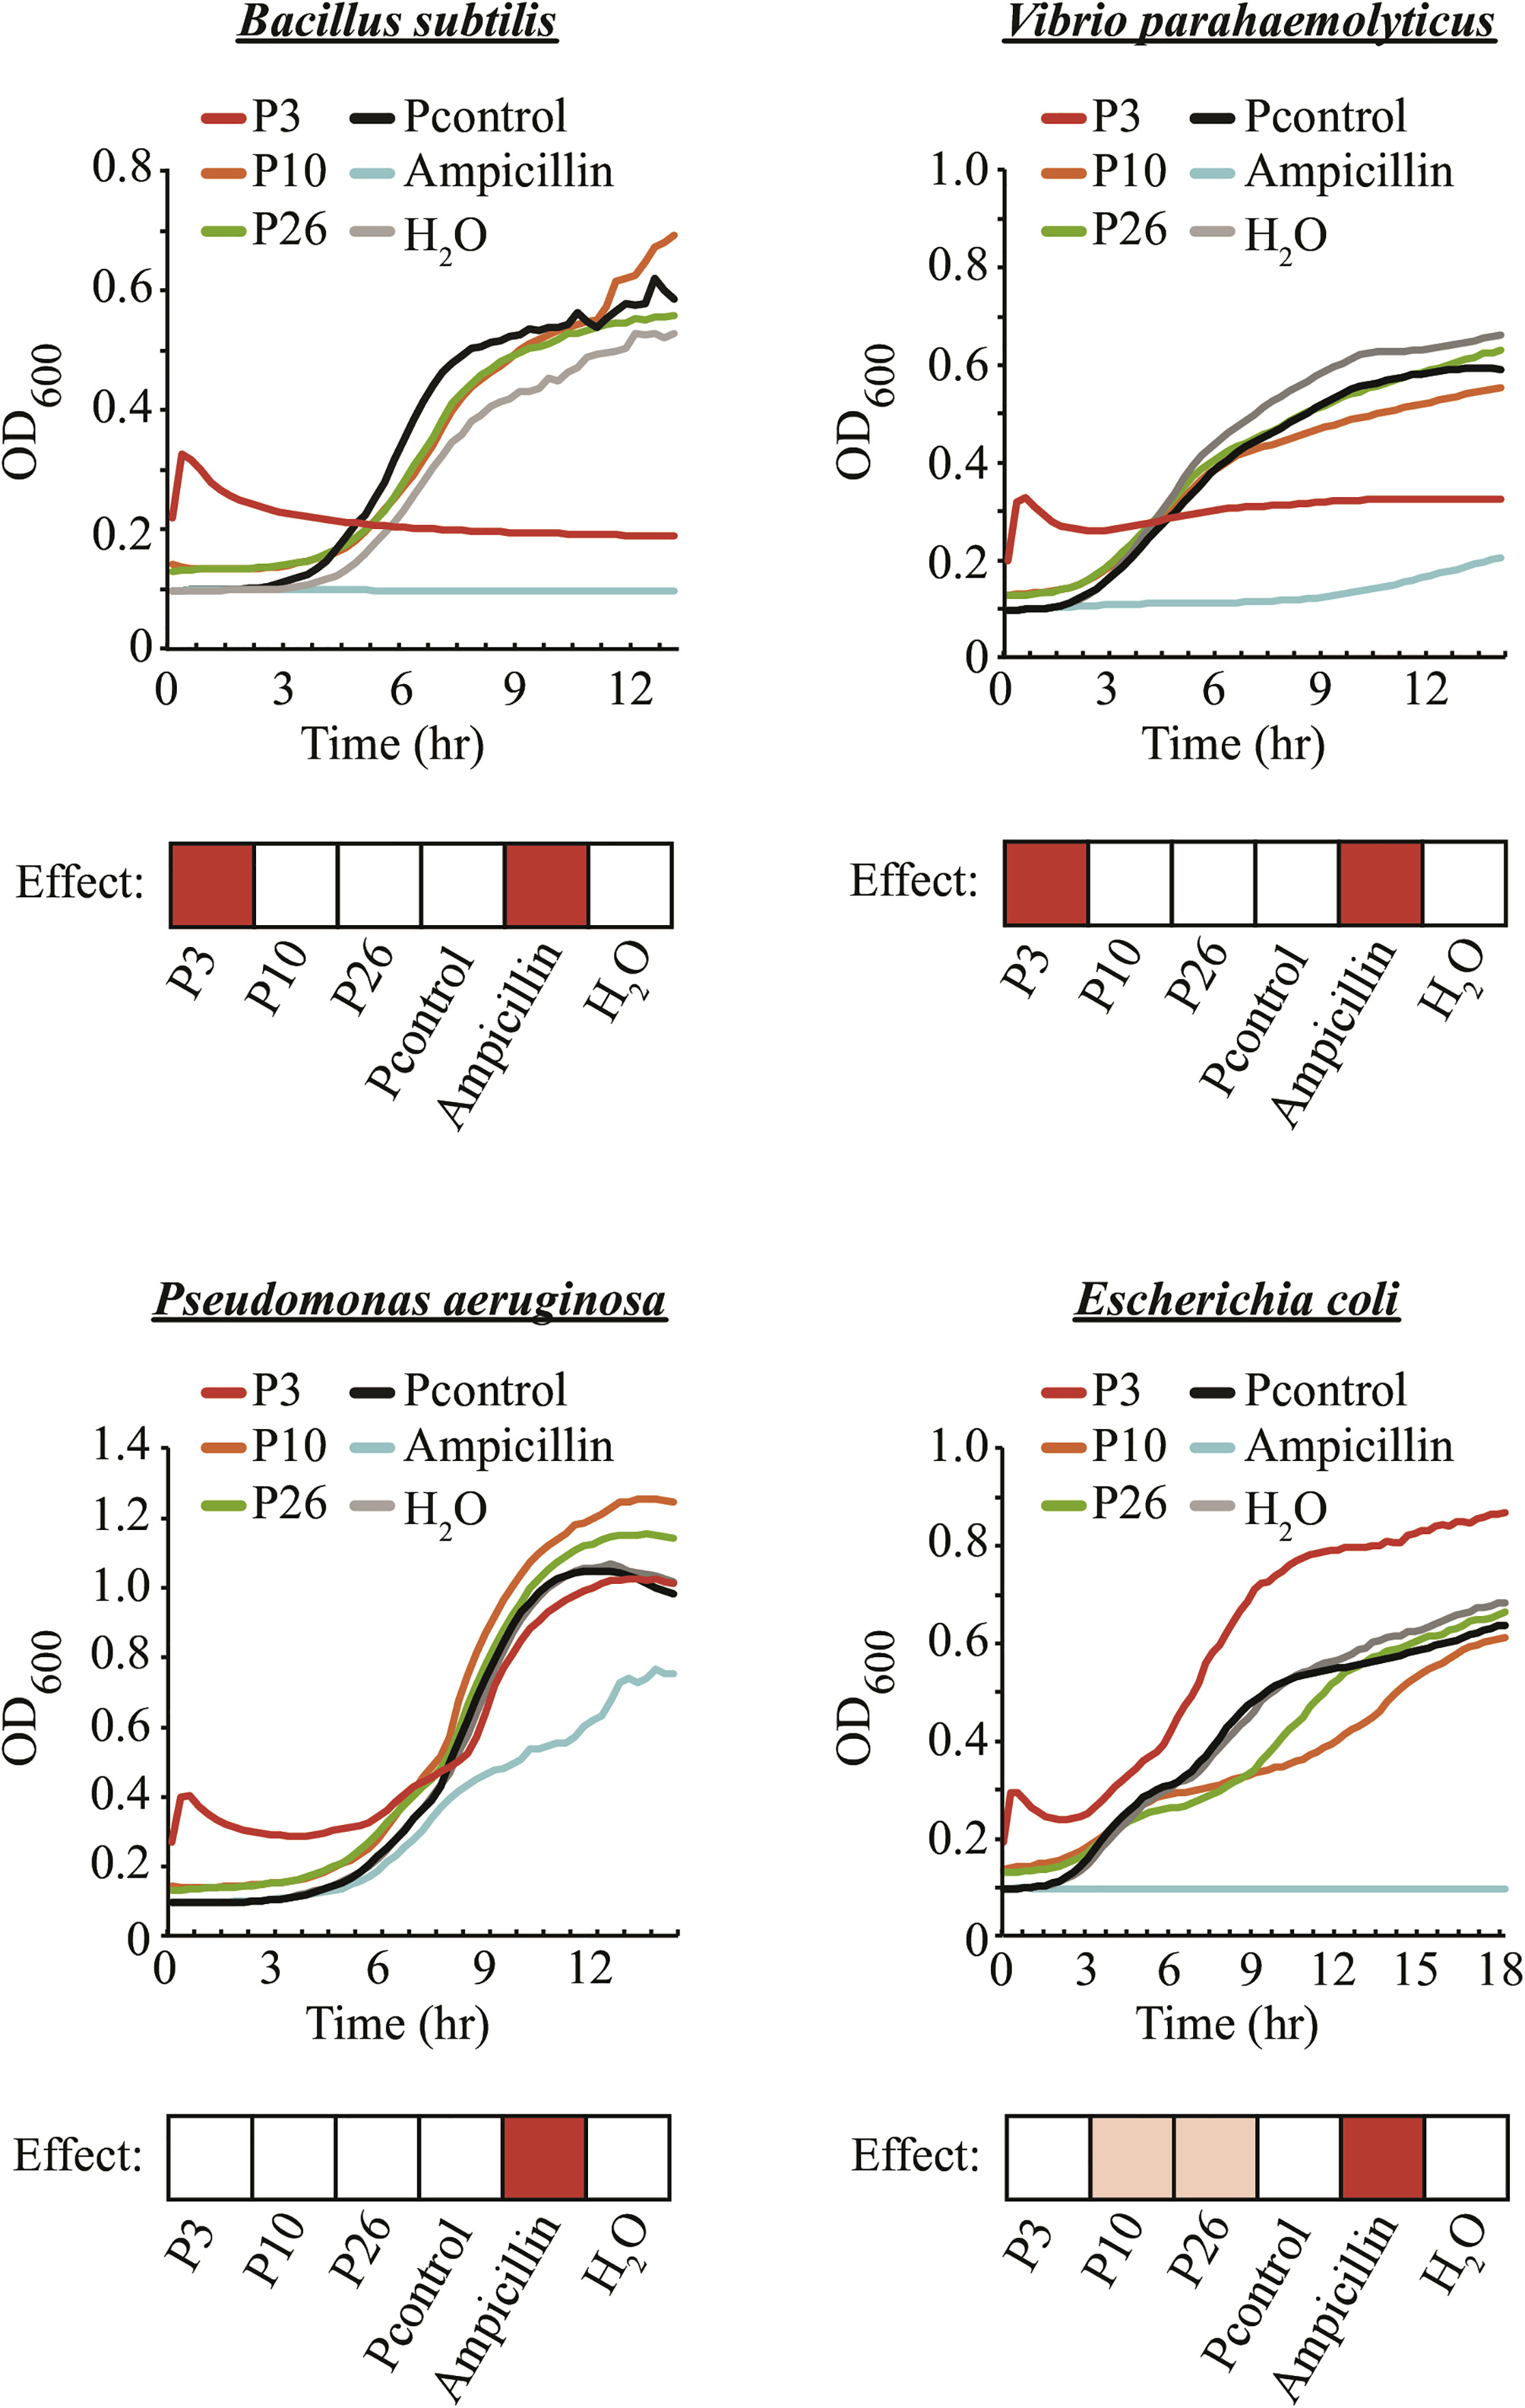 Bacillus subtilis
P3 Pcontrol
P10 Ampicillin
P26 H2O
0.8
0.6
0.4
0.2
0
OD600
0 3 6 9 12
Time (hr)
Effect:
P3 P10 P26 Pcontrol Ampicillin H2O
Vibrio parahaemolyticus
P3 Pcontrol
P10 Ampicillin
P26 H2O
1.0
0.8
0.6
0.4
0.2
0
OD600
0 3 6 9 12
Time (hr)
Effect:
P3 P10 P26 Pcontrol Ampicillin H2O
Pseudomonas aeruginosa
P3 Pcontrol
P10 Ampicillin
P26 H2O
1.4
1.2
1.0
0.8
0.6
0.4
0.2
0
OD600
0 3 6 9 12
Time (hr)
Effect:
P3 P10 P26 Pcontrol Ampicillin H2O
Escherichia coli
P3 Pcontrol
P10 Ampicillin
P26 H2O
1.0
0.8
0.6
0.4
0.2
0
OD600
0 3 6 9 12 15 18
Time (hr)
Effect:
P3 P10 P26 Pcontrol Ampicillin H2O